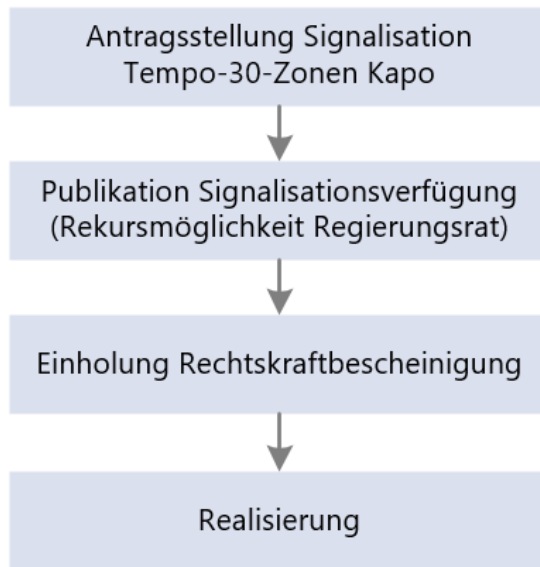 Antragsstellung Signalisation
Tempo-30-Zonen Kapo
Publikation Signalisationsverfügung
(Rekursmöglichkeit Regierungsrat)
Einholung Rechtskraftbescheinigung
Realisierung